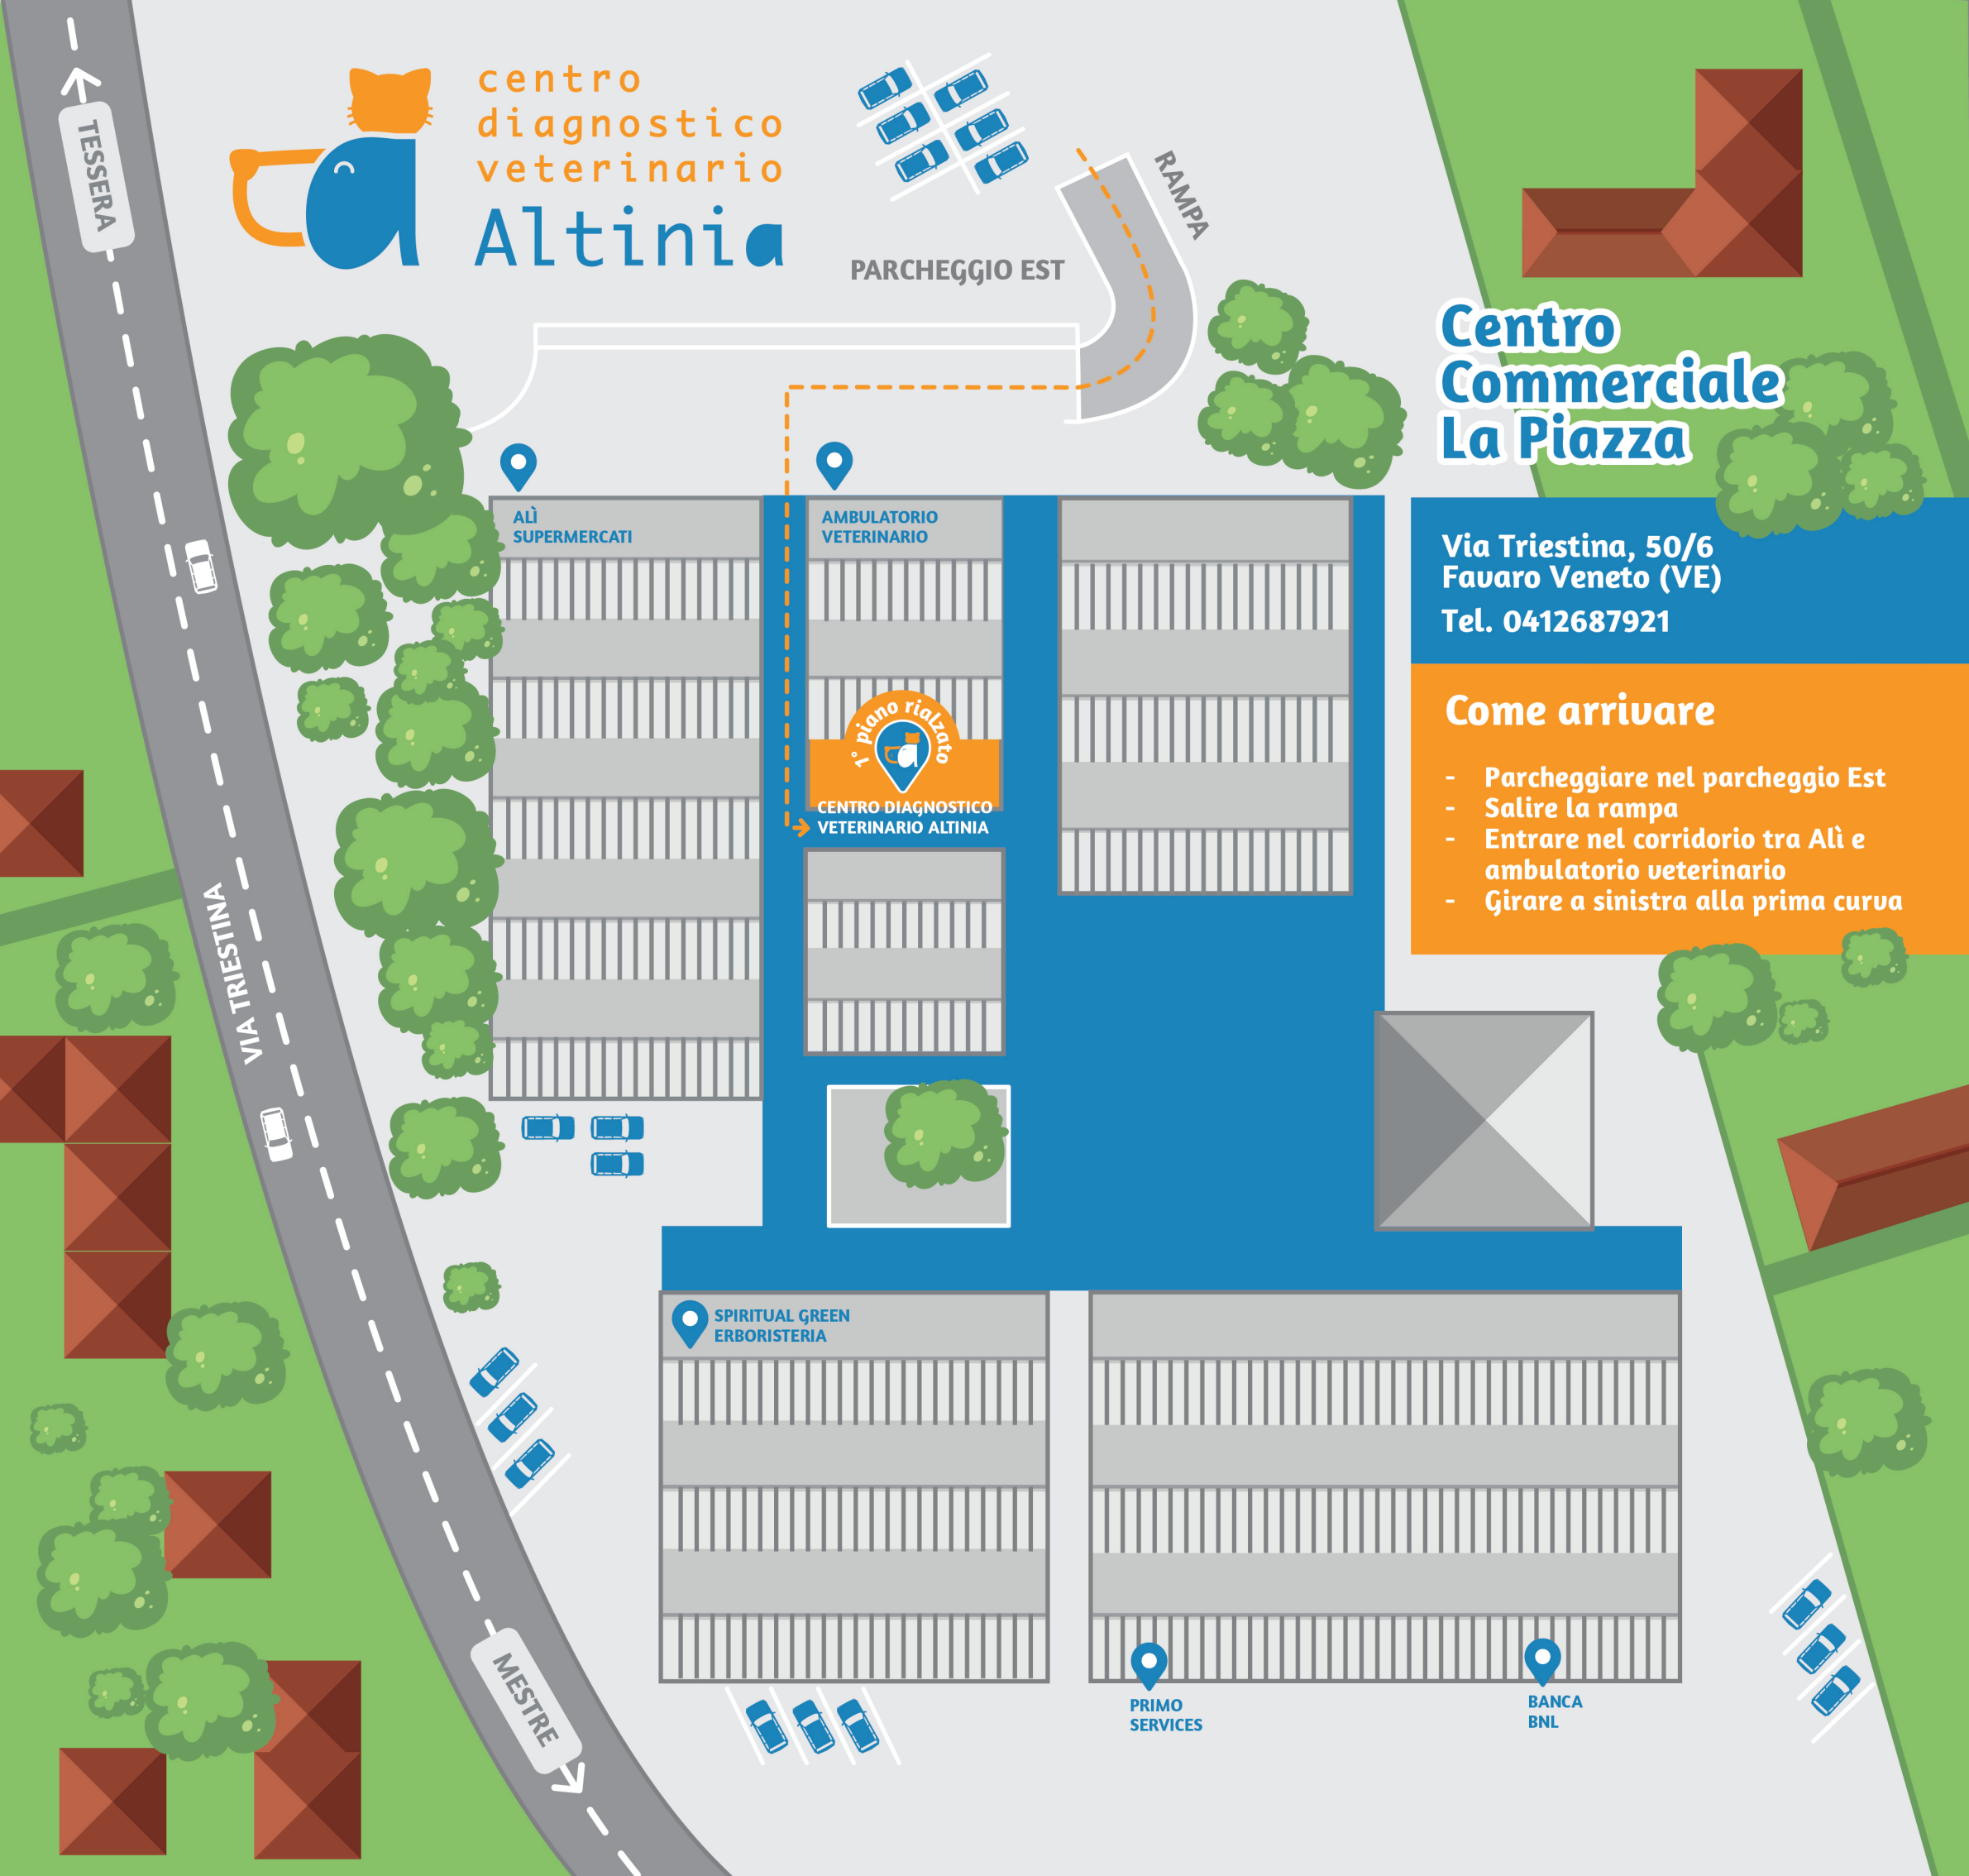 TESSERA
centro
diagnostico
veterinario
Altinia
RAMPA
PARCHEGGIO EST
Centro
Commerciale
La Piazza
ALÌ
SUPERMERCATI
AMBULATORIO
VETERINARIO
Via Triestina, 50/6
Favaro Veneto (VE)
Tel. 0412687921
Come arrivare
- Parcheggiare nel parcheggio Est
- Salire la rampa
- Entrare nel corridorio tra Alì e
ambulatorio veterinario
- Girare a sinistra alla prima curva
1° piano rialzato
CENTRO DIAGNOSTICO
VETERINARIO ALTINIA
VIA TRIESTINA
SPIRITUAL GREEN
ERBORISTERIA
MESTRE
PRIMO
SERVICES
BANCA
BNL